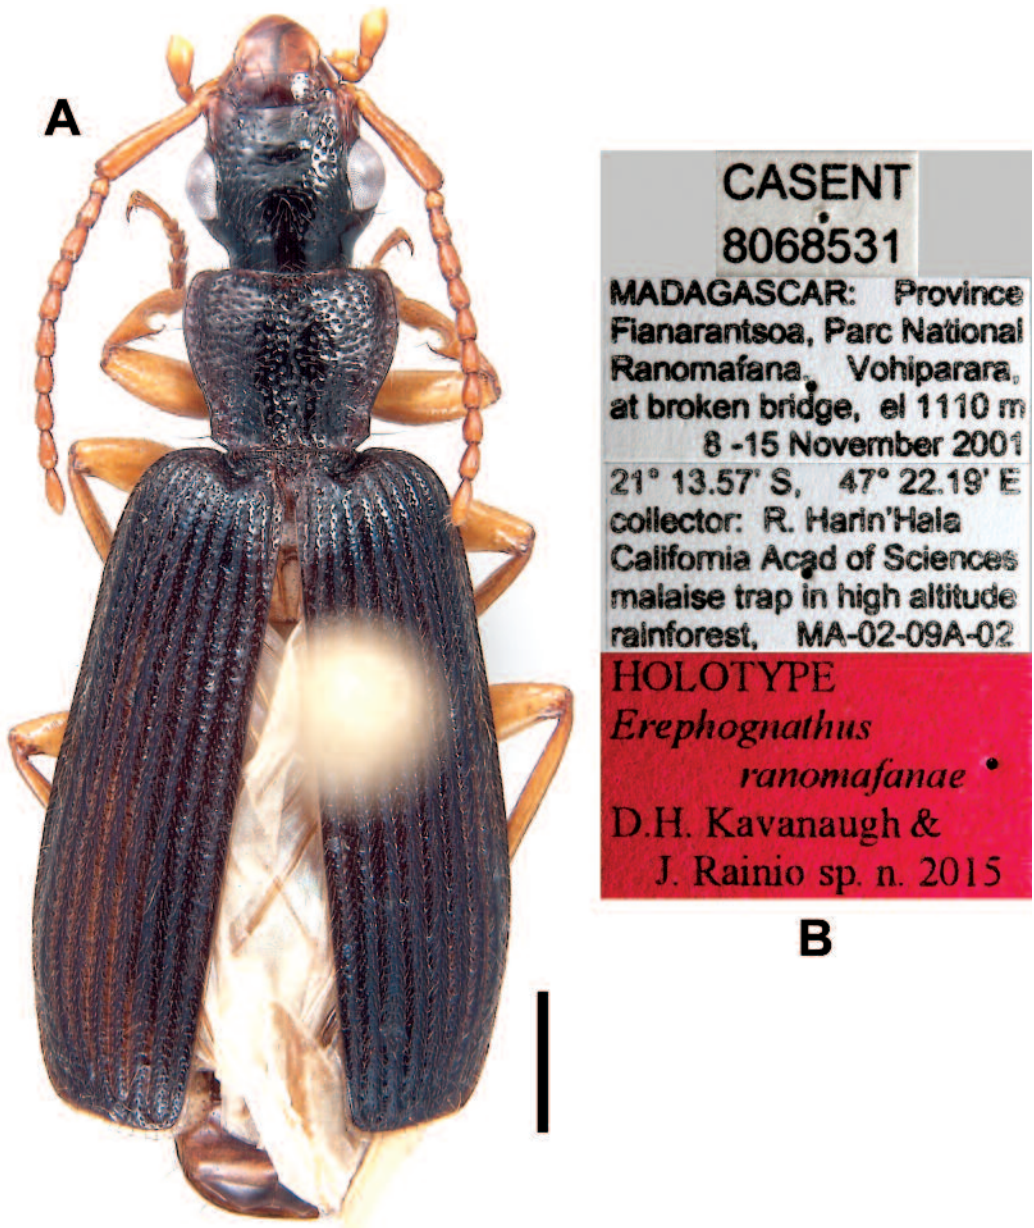 A
CASENT
8068531
MADAGASCAR: Province
Fianarantsoa, Parc National
Ranomafana, Vohiparara,
at broken bridge, el 1110 m
8 -15 November 2001
21° 13.57' S, 47° 22.19' E
collector: R. Harin'Hala
California Acad of Sciences
malaise trap in high altitude
rainforest, MA-02-09A-02
HOLOTYPE
Erephognathus
ranomafanae
D.H. Kavanaugh &
J. Rainio sp. n. 2015
B